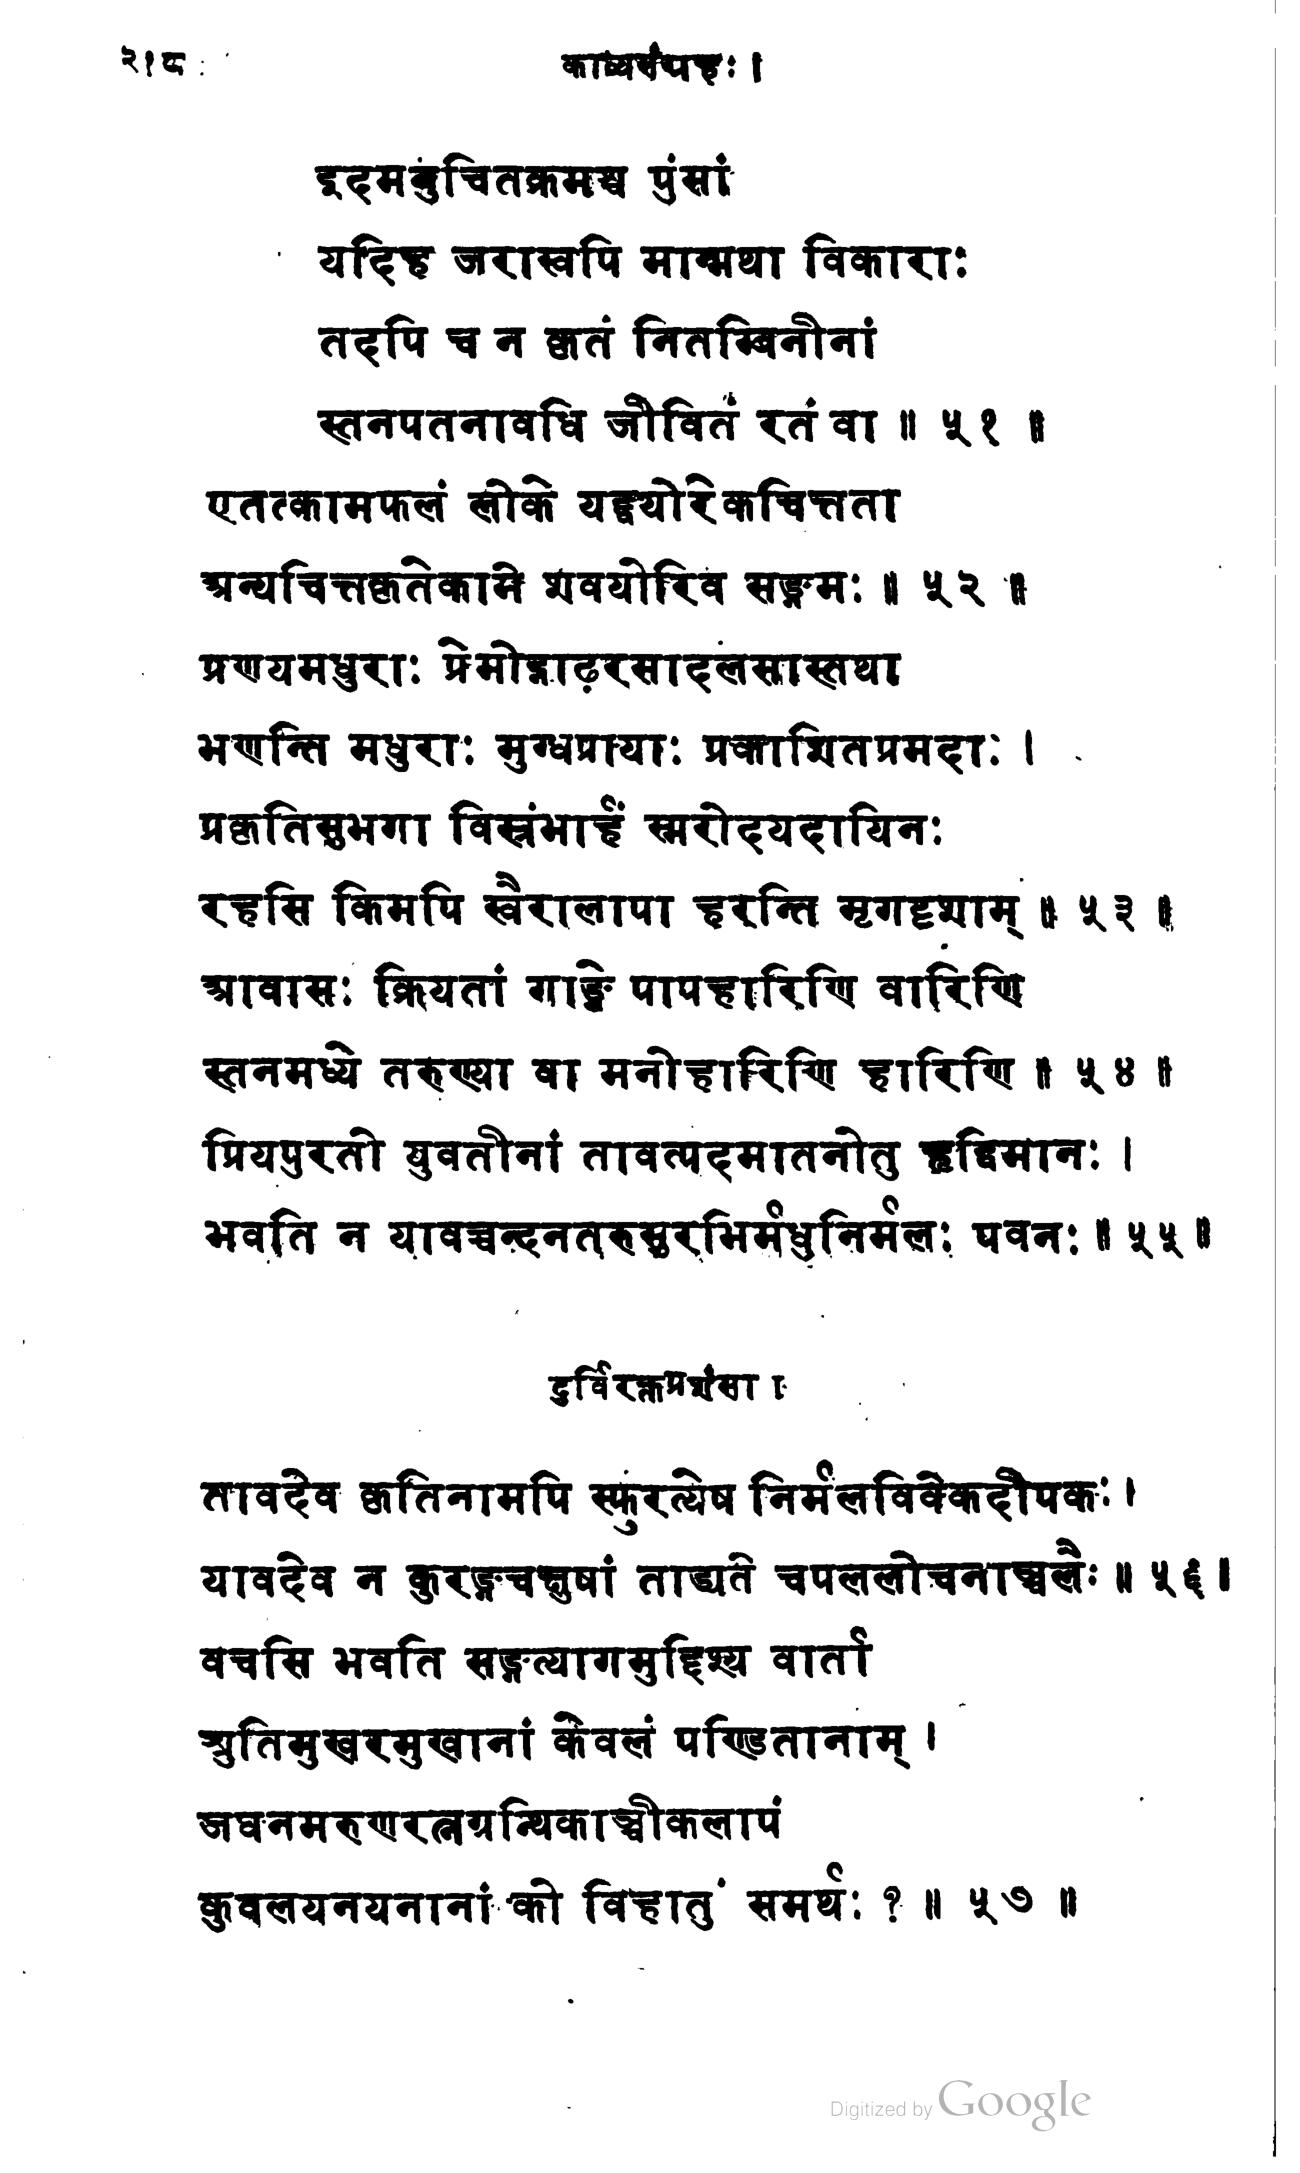 २१८
काव्यसंग्रहः ।
इदमनुचितक्रमश्च पुंसां
यदिह जरास्वपि मान्मथा विकाराः
तदपि च न कृतं नितम्बिनीनां
स्तनपतनावधि जीवितं रतं वा ॥ ५१ ॥
एतत्कामफलं लोके यद्द्वयोरेकचित्तता
अन्यचित्तकृतेकामे शवयोरिव सङ्गमः ॥ ५२ ॥
प्रणयमधुराः प्रेमोद्गाढ़रसादलसास्तथा
भणन्ति मधुराः मुग्धप्रायाः प्रकाशितप्रमदाः ।
प्रकृतिसुभगा विस्रंभार्हं स्मरोदयदायिनः
रहसि किमपि स्वैरालापा हरन्ति मृगदृशाम् ॥ ५३ ॥
आवासः क्रियतां गाङ्गे पापहारिणि वारिणि
स्तनमध्ये तरुण्या वा मनोहारिणि हारिणि ॥ ५४ ॥
प्रियपुरतो युवतीनां तावत्पदमातनोतु हृदिमानः ।
भवति न यावच्चन्दनतरुसुरभिर्मधुनिर्मलः पवनः ॥ ५५ ॥
दुर्विरक्तप्रशंसा ।
तावदेव कृतिनामपि स्फुरत्येष निर्मलविवेकदीपकः ।
यावदेव न कुरङ्गचक्षुषां ताड्यते चपललोचनाञ्चलैः ॥ ५६ ।
वचसि भवति सङ्गत्यागमुद्दिश्य वार्ता
श्रुतिमुखरमुखानां केवलं पण्डितानाम् ।
जघनमरुणरत्नग्रन्थिकाञ्चीकलापं
कुवलयनयनानां को विहातुं समर्थः ? ॥ ५७ ॥
Digitized by Google